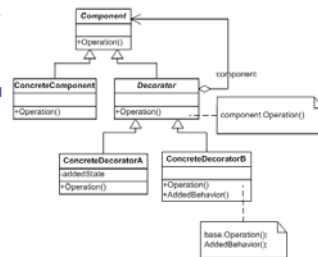 Component
+Operation()
component
ConcreteComponent
+Operation()
Decorator
+Operation()
component.Operation()
ConcreteDecoratorA
-addedState
+Operation()
ConcreteDecoratorB
+Operation()
+AddedBehavior()
base.Operation();
AddedBehavior();